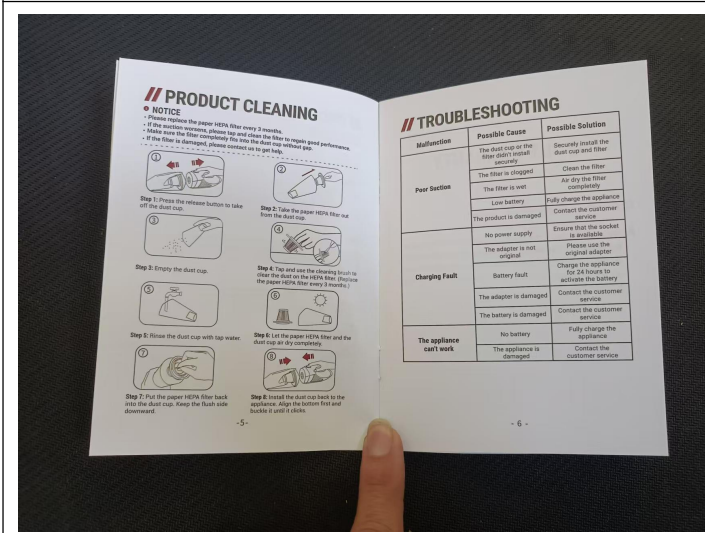 // PRODUCT CLEANING
NOTICE
• Please replace the paper HEPA filter every 3 months.
• If the suction worsens, please tap and clean the filter to regain good performance.
• Make sure the filter completely fits into the dust cup without gap.
• If the filter is damaged, please contact us to get help.
①
②
Step 1: Press the release button to take
off the dust cup.
Step 2: Take the paper HEPA filter out
from the dust cup.
③
④
Step 3: Empty the dust cup.
Step 4: Tap and use the cleaning brush to
clear the dust on the HEPA filter. (Replace
the paper HEPA filter every 3 months.)
⑤
⑥
Step 5: Rinse the dust cup with tap water.
Step 6: Let the paper HEPA filter and the
dust cup air dry completely.
⑦
⑧
Step 7: Put the paper HEPA filter back
into the dust cup. Keep the flush side
downward.
Step 8: Install the dust cup back to the
appliance. Align the bottom first and
buckle it until it clicks.
-5-
// TROUBLESHOOTING
Malfunction
Possible Cause
Possible Solution
Poor Suction
The dust cup or the
filter didn't install
securely
Securely install the
dust cup and filter
The filter is clogged
Clean the filter
The filter is wet
Air dry the filter
completely
Low battery
Fully charge the appliance
The product is damaged
Contact the customer
service
Charging Fault
No power supply
Ensure that the socket
is available
The adapter is not
original
Please use the
original adapter
Battery fault
Charge the appliance
for 24 hours to
activate the battery
The adapter is damaged
Contact the customer
service
The battery is damaged
Contact the customer
service
The appliance
can't work
No battery
Fully charge the
appliance
The appliance is
damaged
Contact the
customer service
- 6 -